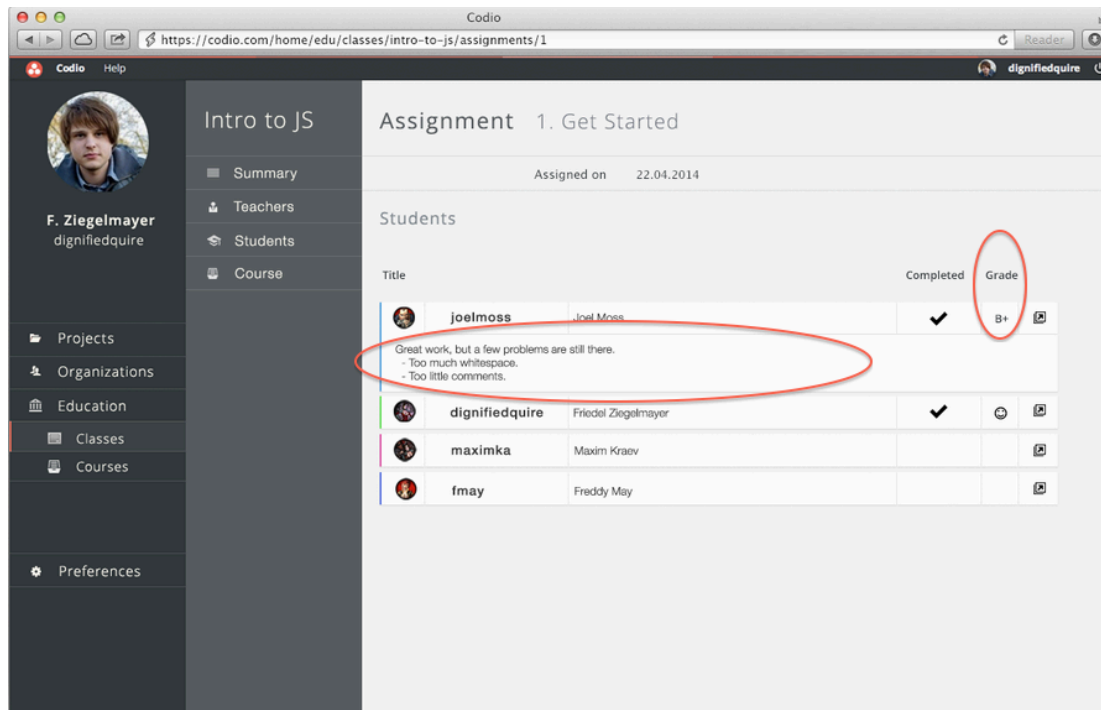 Codio
https://codio.com/home/edu/classes/intro-to-js/assignments/1
Reader
Codio Help
dignifiedquire
F. Ziegelmayer
dignifiedquire
Projects
Organizations
Education
Classes
Courses
Preferences
Intro to JS
Summary
Teachers
Students
Course
Assignment 1. Get Started
Assigned on 22.04.2014
Students
Title Completed Grade
joelmoss Joel Moss B+
Great work, but a few problems are still there.
- Too much whitespace.
- Too little comments.
dignifiedquire Friedel Ziegelmayer
maximka Maxim Kraev
fmay Freddy May